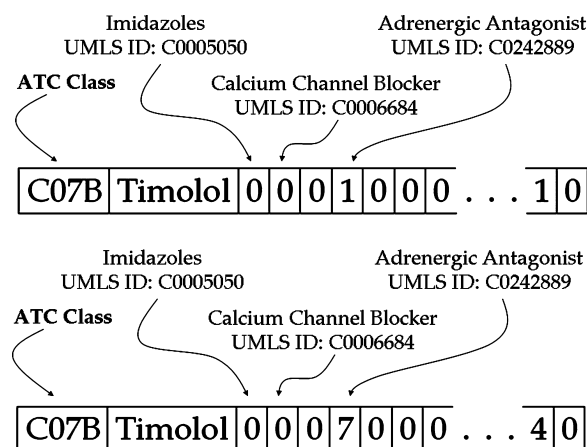 Imidazoles
UMLS ID: C0005050
Adrenergic Antagonist
UMLS ID: C0242889
ATC Class
Calcium Channel Blocker
UMLS ID: C0006684
C07B Timolol 0 0 0 1 0 0 0 . . . 1 0
Imidazoles
UMLS ID: C0005050
Adrenergic Antagonist
UMLS ID: C0242889
ATC Class
Calcium Channel Blocker
UMLS ID: C0006684
C07B Timolol 0 0 0 7 0 0 0 . . . 4 0